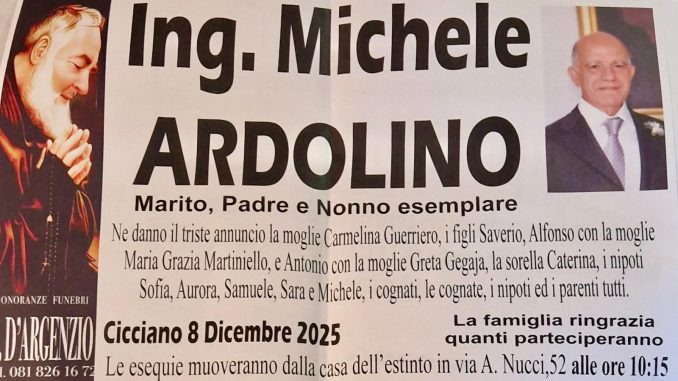 Ing. Michele
ARDOLINO
Marito, Padre e Nonno esemplare
Ne danno il triste annuncio la moglie Carmelina Guerriero, i figli Saverio, Alfonso con la moglie
Maria Grazia Martiniello, e Antonio con la moglie Greta Gegaja, la sorella Caterina, i nipoti
Sofia, Aurora, Samuele, Sara e Michele, i cognati, le cognate, i nipoti ed i parenti tutti.
Cicciano 8 Dicembre 2025
La famiglia ringrazia
quanti parteciperanno
Le esequie muoveranno dalla casa dell'estinto in via A. Nucci,52 alle ore 10:15
ONORANZE FUNEBRI
D'ARGENZIO
081 826 16 72